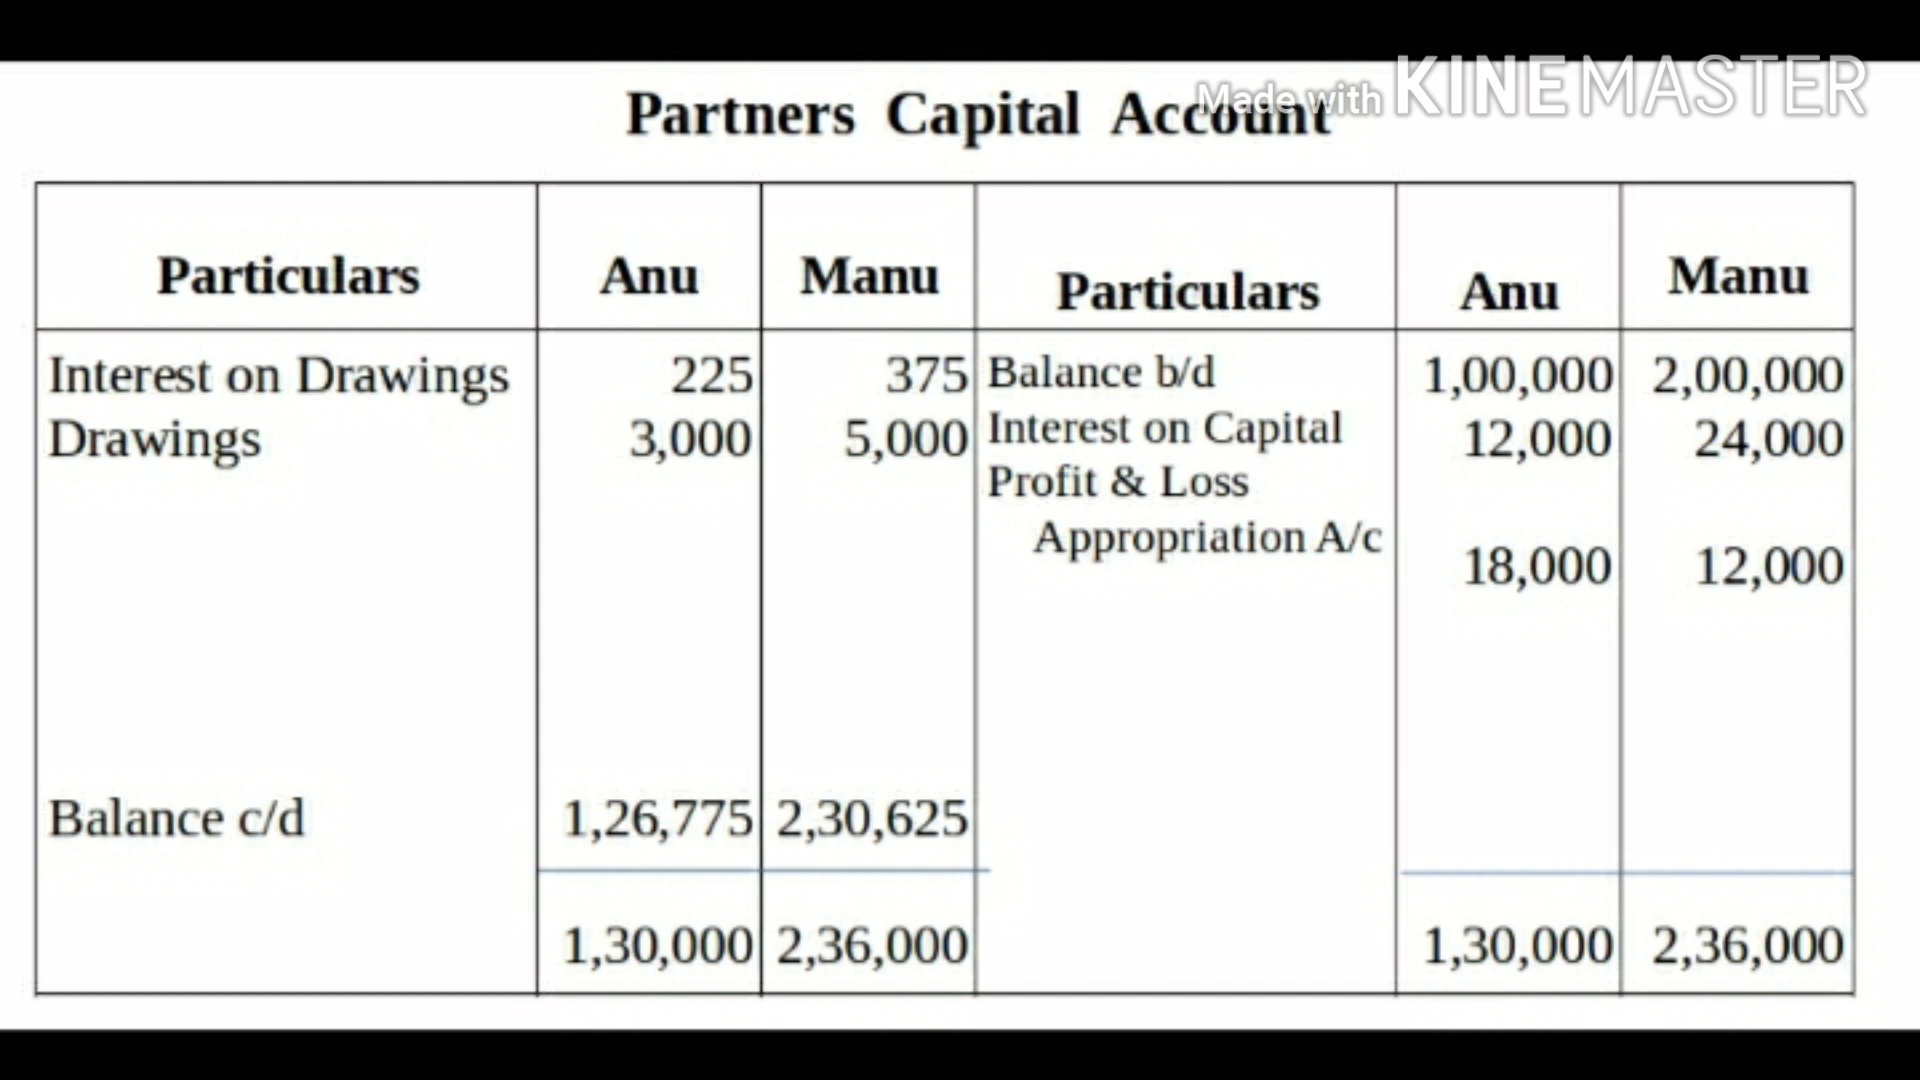 Made with KINEMASTER
Partners Capital Account
Particulars Anu Manu Particulars Anu Manu
Interest on Drawings 225 375 Balance b/d 1,00,000 2,00,000
Drawings 3,000 5,000 Interest on Capital 12,000 24,000
Profit & Loss
Appropriation A/c 18,000 12,000
Balance c/d 1,26,775 2,30,625
1,30,000 2,36,000 1,30,000 2,36,000